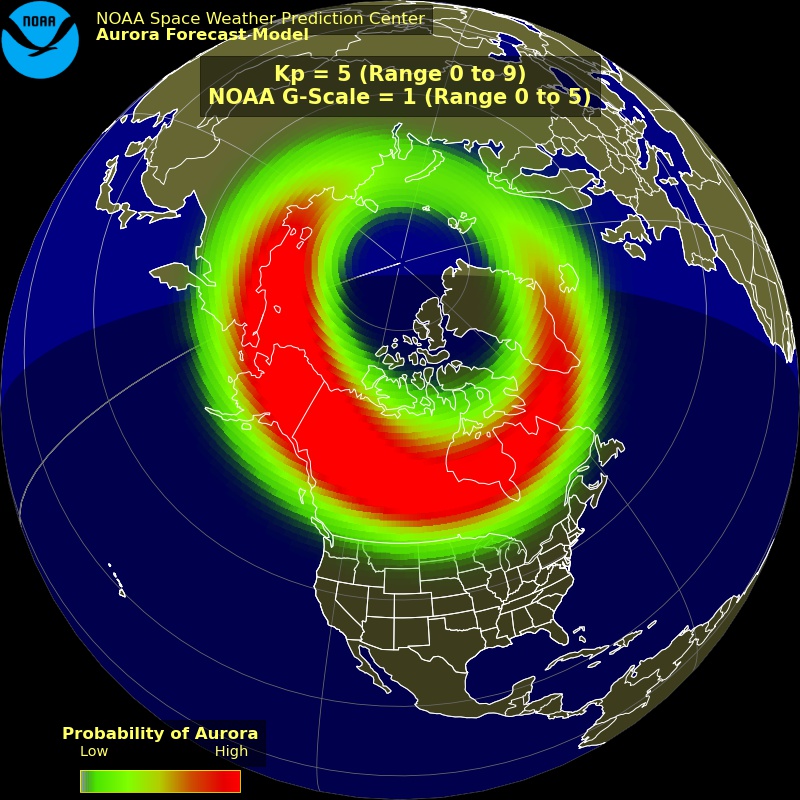 NOAA
NOAA Space Weather Prediction Center
Aurora Forecast Model
Kp = 5 (Range 0 to 9)
NOAA G-Scale = 1 (Range 0 to 5)
Probability of Aurora
Low High